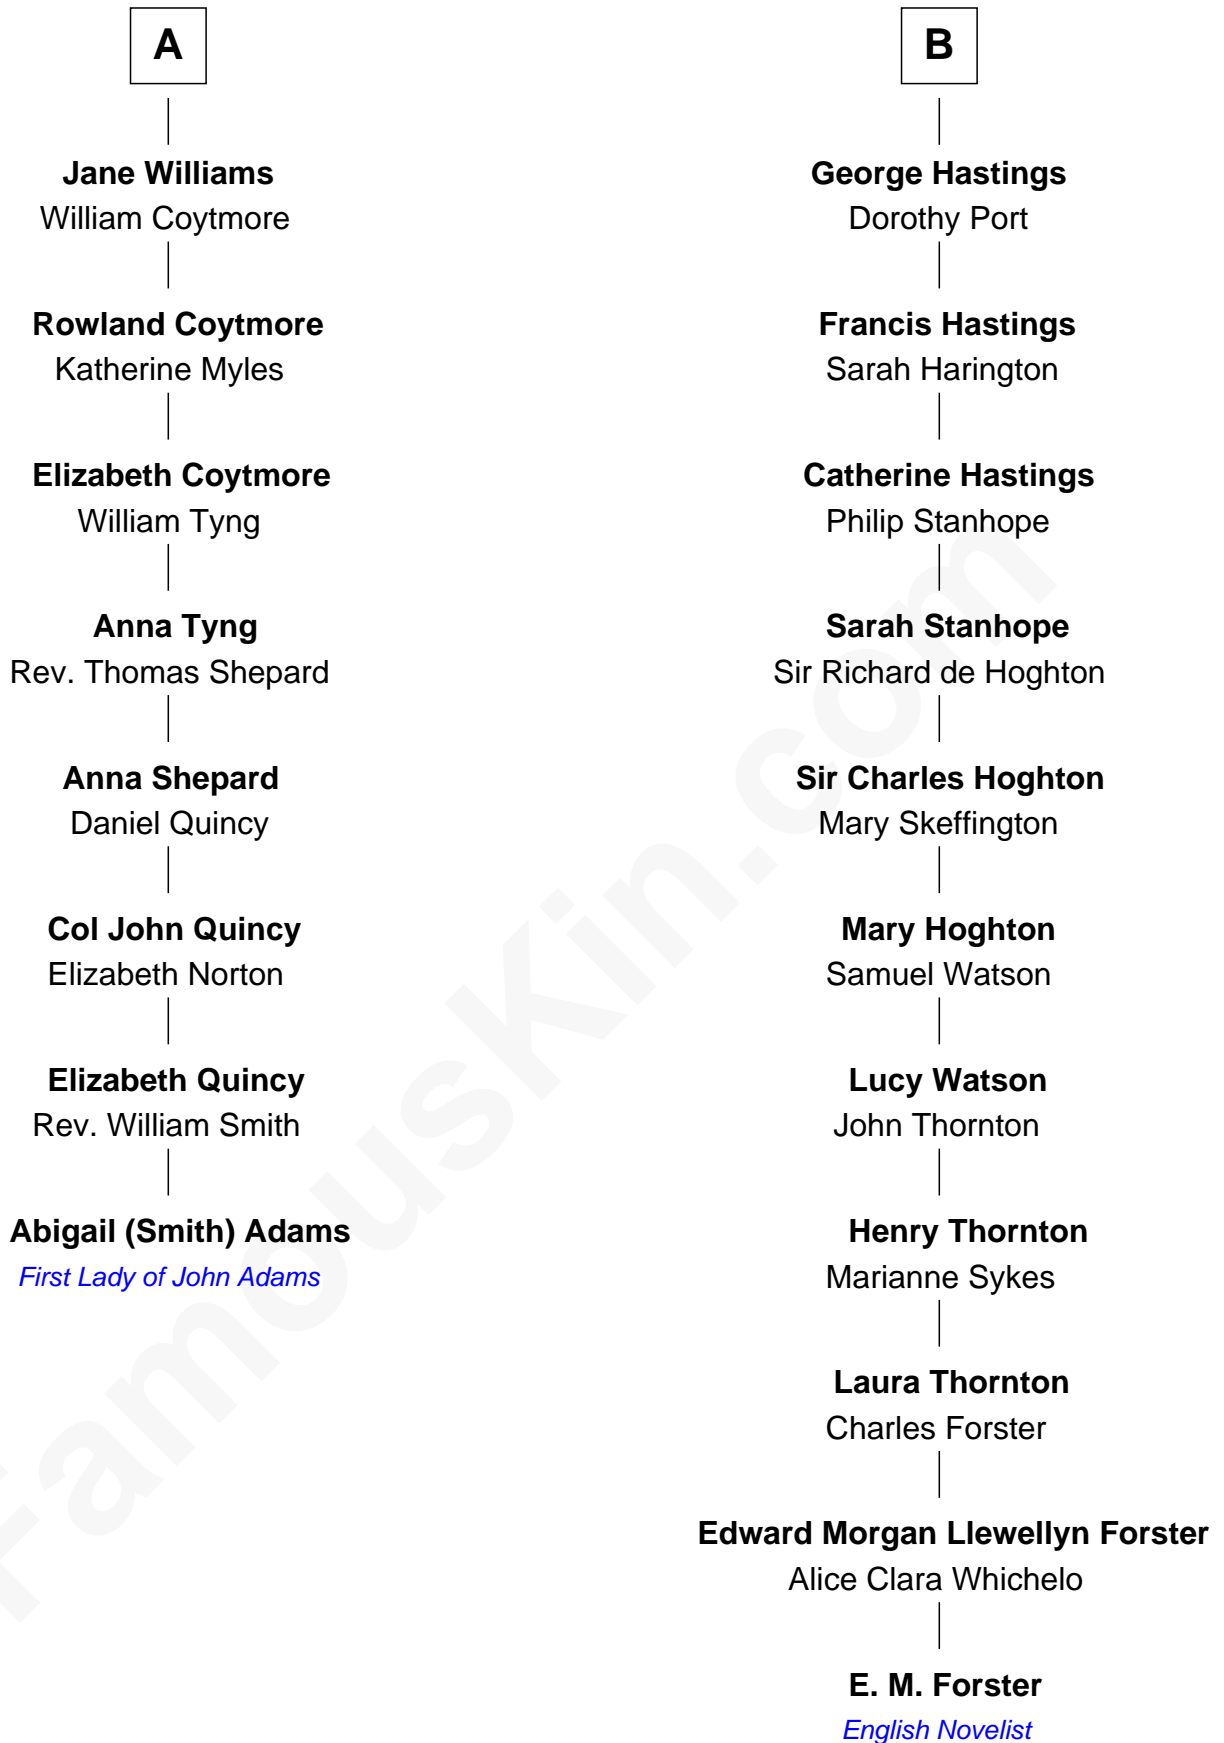 A
Jane Williams
William Coytmore
Rowland Coytmore
Katherine Myles
Elizabeth Coytmore
William Tyng
Anna Tyng
Rev. Thomas Shepard
Anna Shepard
Daniel Quincy
Col John Quincy
Elizabeth Norton
Elizabeth Quincy
Rev. William Smith
Abigail (Smith) Adams
First Lady of John Adams
B
George Hastings
Dorothy Port
Francis Hastings
Sarah Harington
Catherine Hastings
Philip Stanhope
Sarah Stanhope
Sir Richard de Hoghton
Sir Charles Hoghton
Mary Skeffington
Mary Hoghton
Samuel Watson
Lucy Watson
John Thornton
Henry Thornton
Marianne Sykes
Laura Thornton
Charles Forster
Edward Morgan Llewellyn Forster
Alice Clara Whichelo
E. M. Forster
English Novelist
FamousKin.com